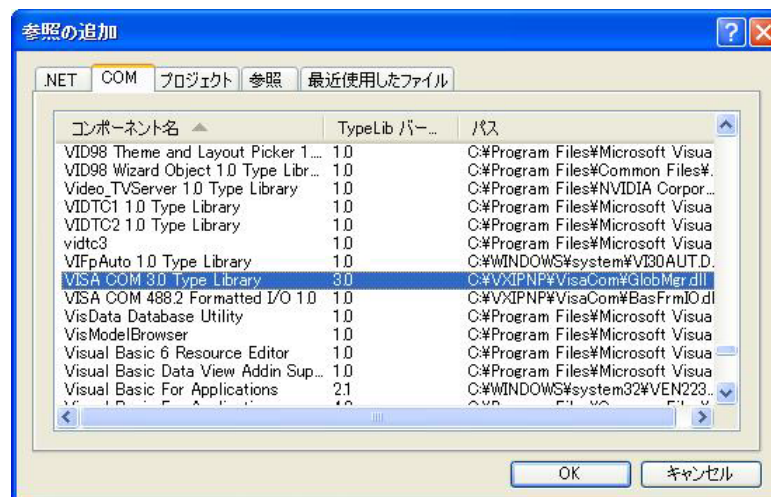 参照の追加
.NET COM プロジェクト 参照 最近使用したファイル
コンポーネント名 TypeLib バー... パス
VID98 Theme and Layout Picker 1.... 1.0 C:¥Program Files¥Microsoft Visua
VID98 Wizard Object 1.0 Type Libr... 1.0 C:¥Program Files¥Common Files¥.
Video_TVServer 1.0 Type Library 1.0 C:¥Program Files¥NVIDIA Corpor...
VIDTC1 1.0 Type Library 1.0 C:¥Program Files¥Microsoft Visua
VIDTC2 1.0 Type Library 1.0 C:¥Program Files¥Microsoft Visua
vidtc3 1.0 C:¥Program Files¥Microsoft Visua
VIFpAuto 1.0 Type Library 1.0 C:¥WINDOWS¥system¥VI30AUT.D.
VISA COM 3.0 Type Library 3.0 C:¥VXIPNP¥VisaCom¥GlobMgr.dll
VISA COM 488.2 Formatted I/O 1.0 1.0 C:¥VXIPNP¥VisaCom¥BasFrmIO.dl
VisData Database Utility 1.0 C:¥Program Files¥Microsoft Visua
VisModelBrowser 1.0 C:¥Program Files¥Microsoft Visua
Visual Basic 6 Resource Editor 1.0 C:¥Program Files¥Microsoft Visua
Visual Basic Data View Addin Sup... 1.0 C:¥Program Files¥Microsoft Visua
Visual Basic For Applications 2.1 C:¥WINDOWS¥system32¥VEN223..
OK キャンセル